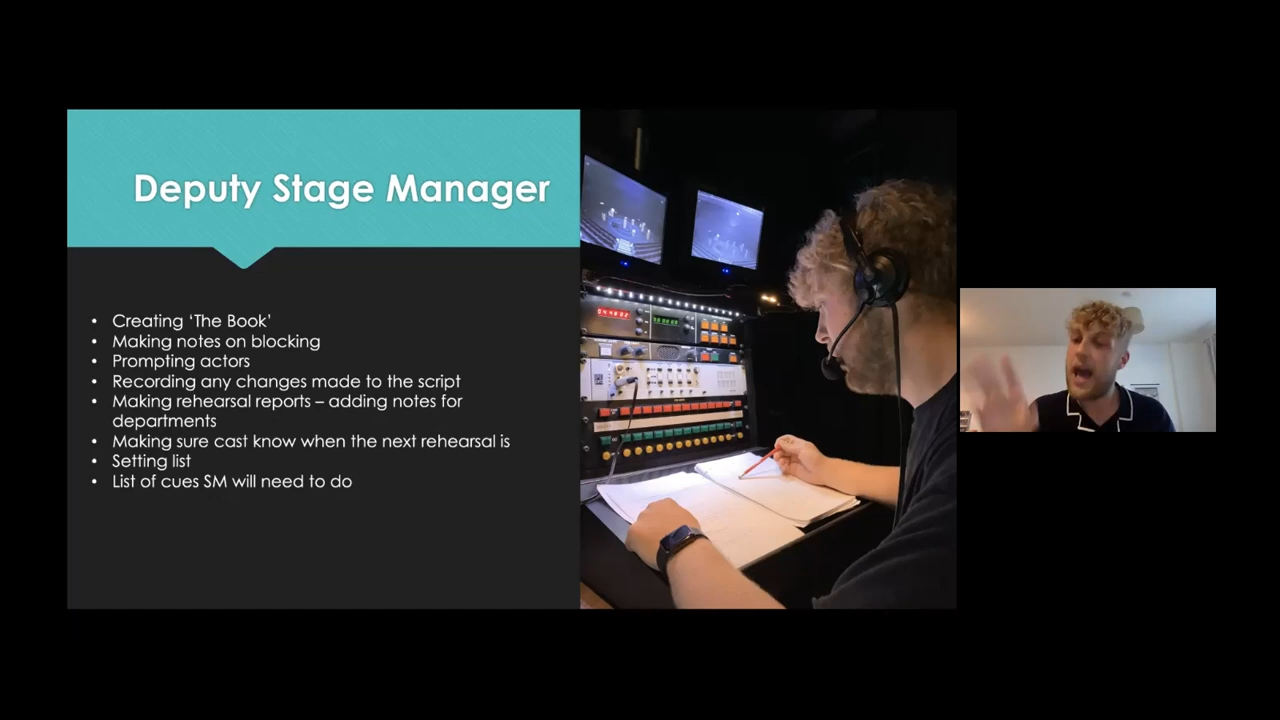 Deputy Stage Manager
• Creating ‘The Book’
• Making notes on blocking
• Prompting actors
• Recording any changes made to the script
• Making rehearsal reports – adding notes for
departments
• Making sure cast know when the next rehearsal is
• Setting list
• List of cues SM will need to do